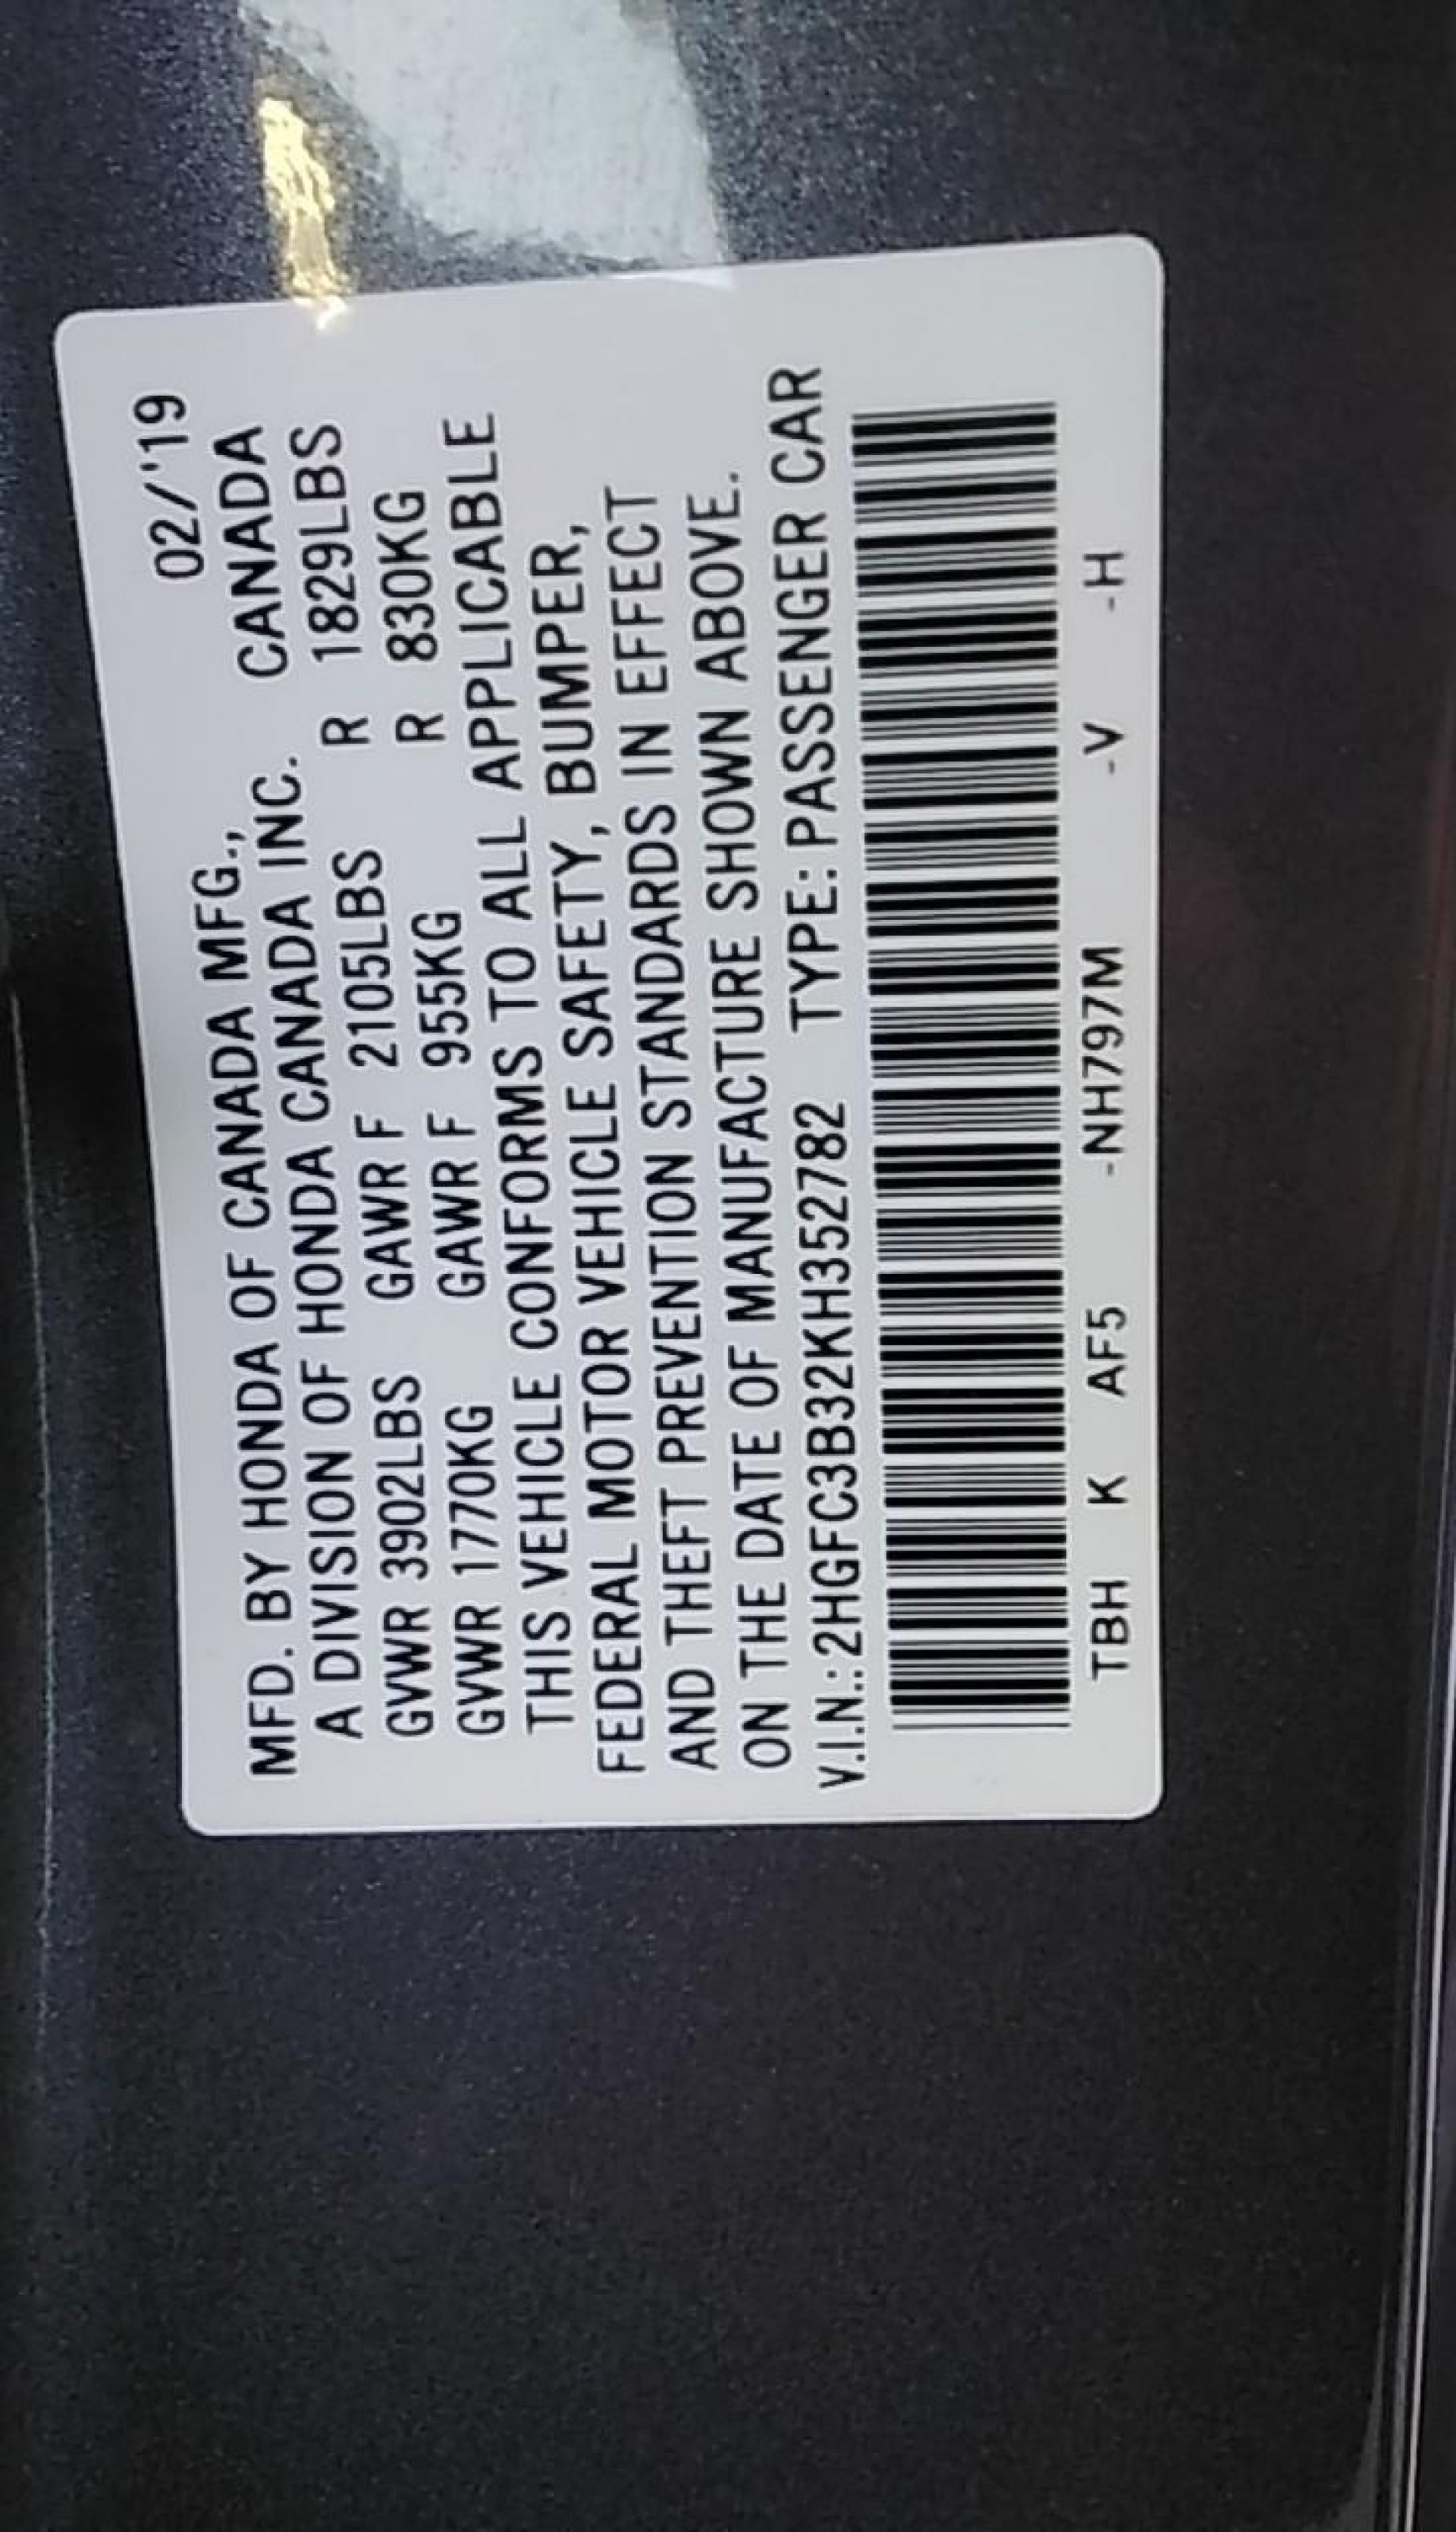 02/'19
MFD. BY HONDA OF CANADA MFG.,
A DIVISION OF HONDA CANADA INC. CANADA
GVWR 3902LBS GAWR F 2105LBS R 1829LBS
GVWR 1770KG GAWR F 955KG R 830KG
THIS VEHICLE CONFORMS TO ALL APPLICABLE
FEDERAL MOTOR VEHICLE SAFETY, BUMPER,
AND THEFT PREVENTION STANDARDS IN EFFECT
ON THE DATE OF MANUFACTURE SHOWN ABOVE.
V.I.N.:2HGFC3B32KH352782 TYPE:PASSENGER CAR
TBH K AF5 -NH797M -V -H